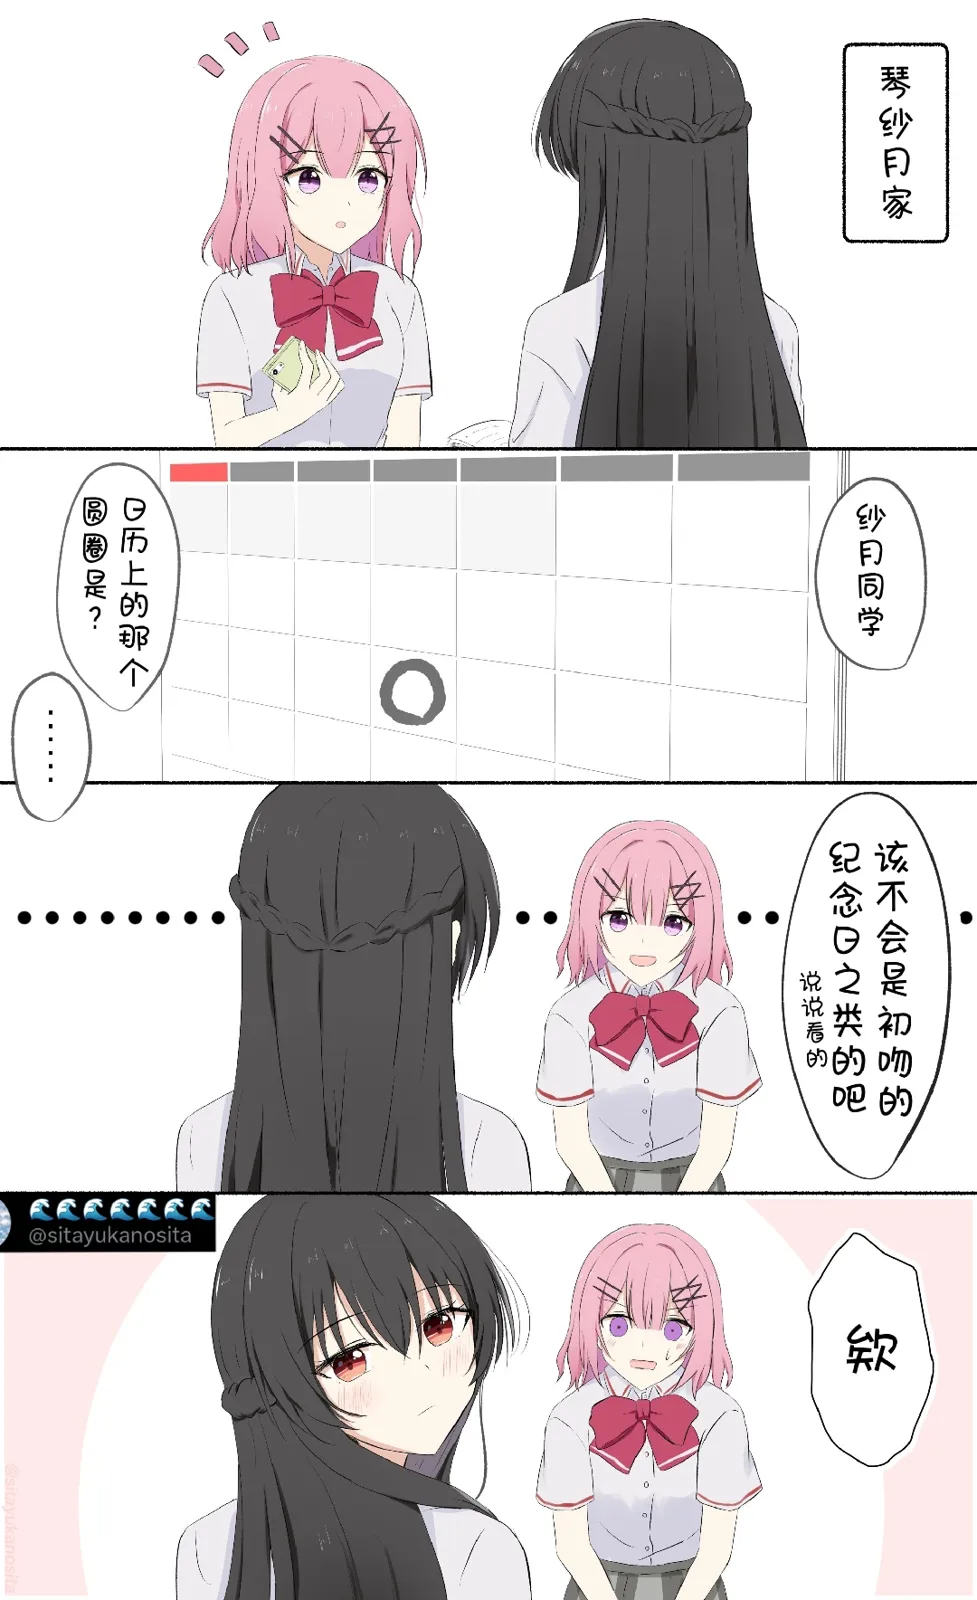 琴纱月家
纱月同学
日历上的那个
圆圈是？
……
该不会是初吻的
纪念日之类的吧
说说看的
🌊🌊🌊🌊🌊🌊🌊
@sitayukanosita
欸
@sitayukanosita